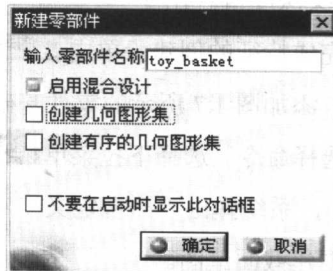 新建零部件
输入零部件名称 toy_basket
启用混合设计
创建几何图形集
创建有序的几何图形集
不要在启动时显示此对话框
确定 取消